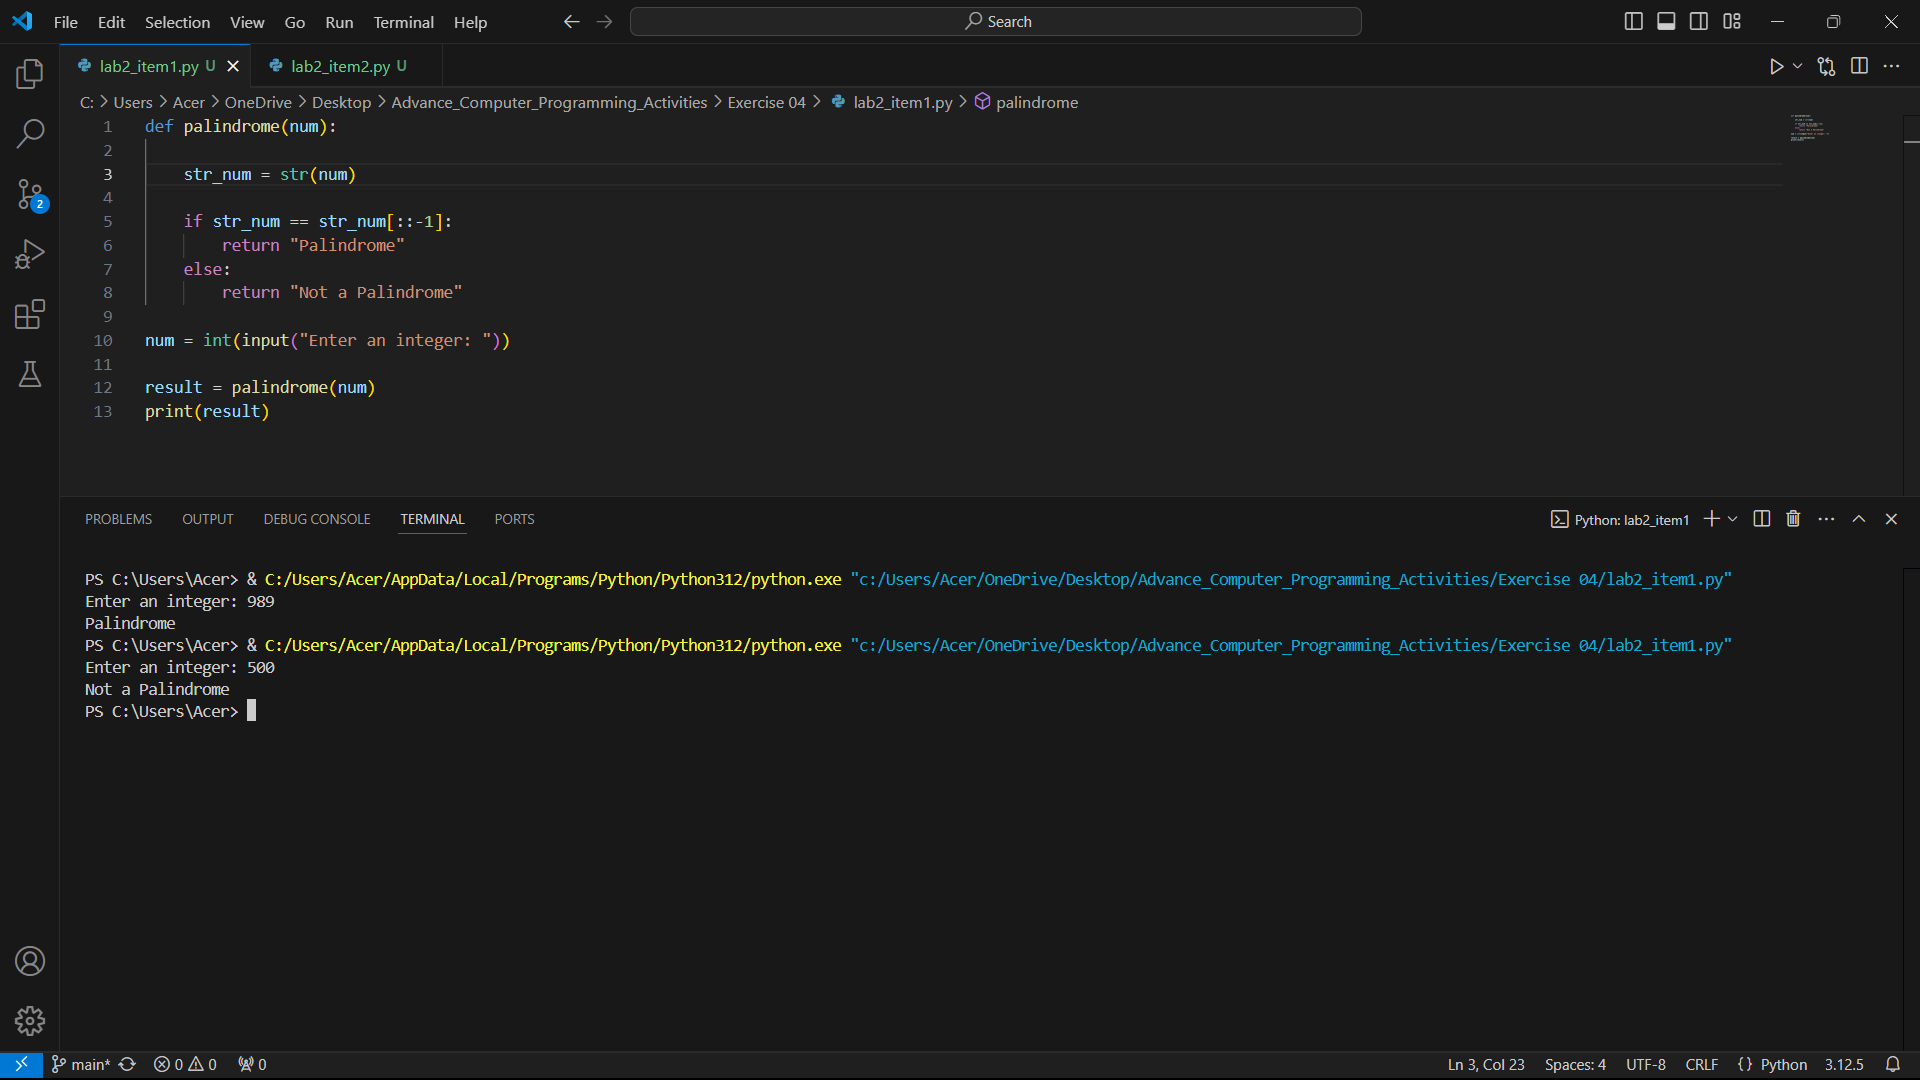 File Edit Selection View Go Run Terminal Help
Search
lab2_item1.py U
lab2_item2.py U
C: > Users > Acer > OneDrive > Desktop > Advance_Computer_Programming_Activities > Exercise 04 > lab2_item1.py > palindrome
1 def palindrome(num):
2
3     str_num = str(num)
4
5     if str_num == str_num[::-1]:
6         return "Palindrome"
7     else:
8         return "Not a Palindrome"
9
10 num = int(input("Enter an integer: "))
11
12 result = palindrome(num)
13 print(result)
2
PROBLEMS OUTPUT DEBUG CONSOLE TERMINAL PORTS
Python: lab2_item1
PS C:\Users\Acer> & C:/Users/Acer/AppData/Local/Programs/Python/Python312/python.exe "c:/Users/Acer/OneDrive/Desktop/Advance_Computer_Programming_Activities/Exercise 04/lab2_item1.py"
Enter an integer: 989
Palindrome
PS C:\Users\Acer> & C:/Users/Acer/AppData/Local/Programs/Python/Python312/python.exe "c:/Users/Acer/OneDrive/Desktop/Advance_Computer_Programming_Activities/Exercise 04/lab2_item1.py"
Enter an integer: 500
Not a Palindrome
PS C:\Users\Acer>
main* 0 0 0
Ln 3, Col 23 Spaces: 4 UTF-8 CRLF {} Python 3.12.5